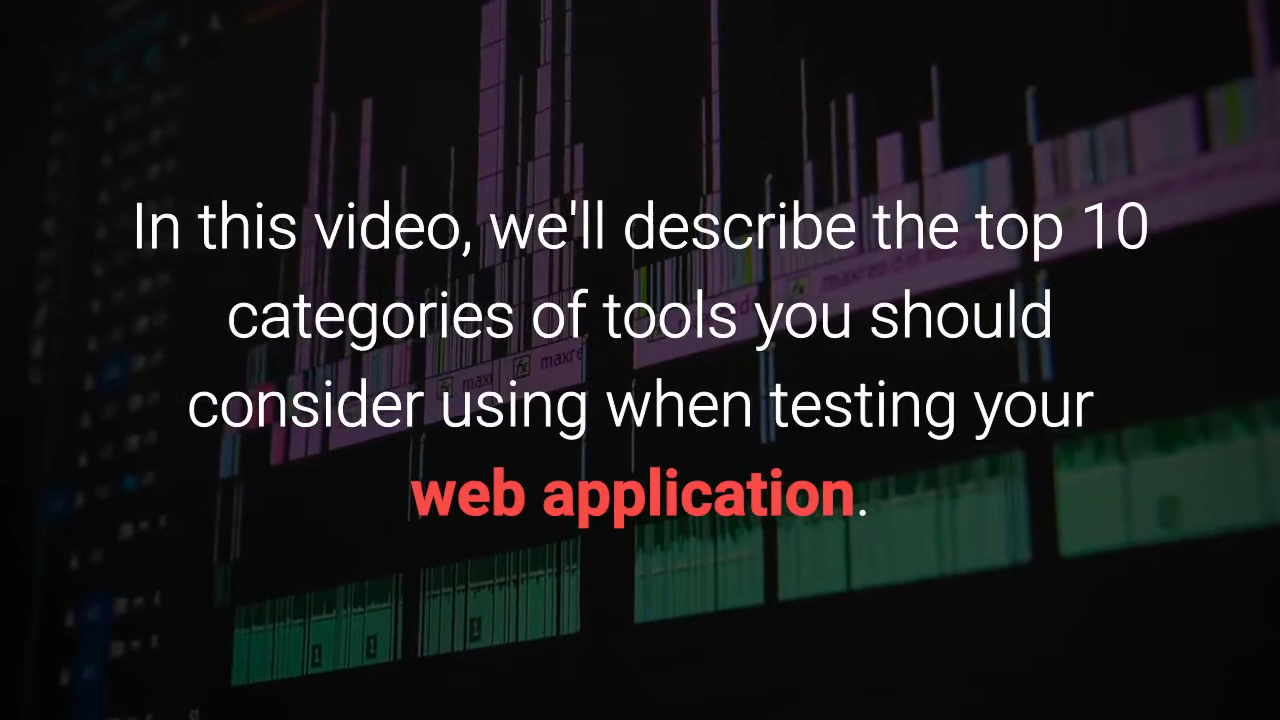 In this video, we'll describe the top 10
categories of tools you should
consider using when testing your
web application.